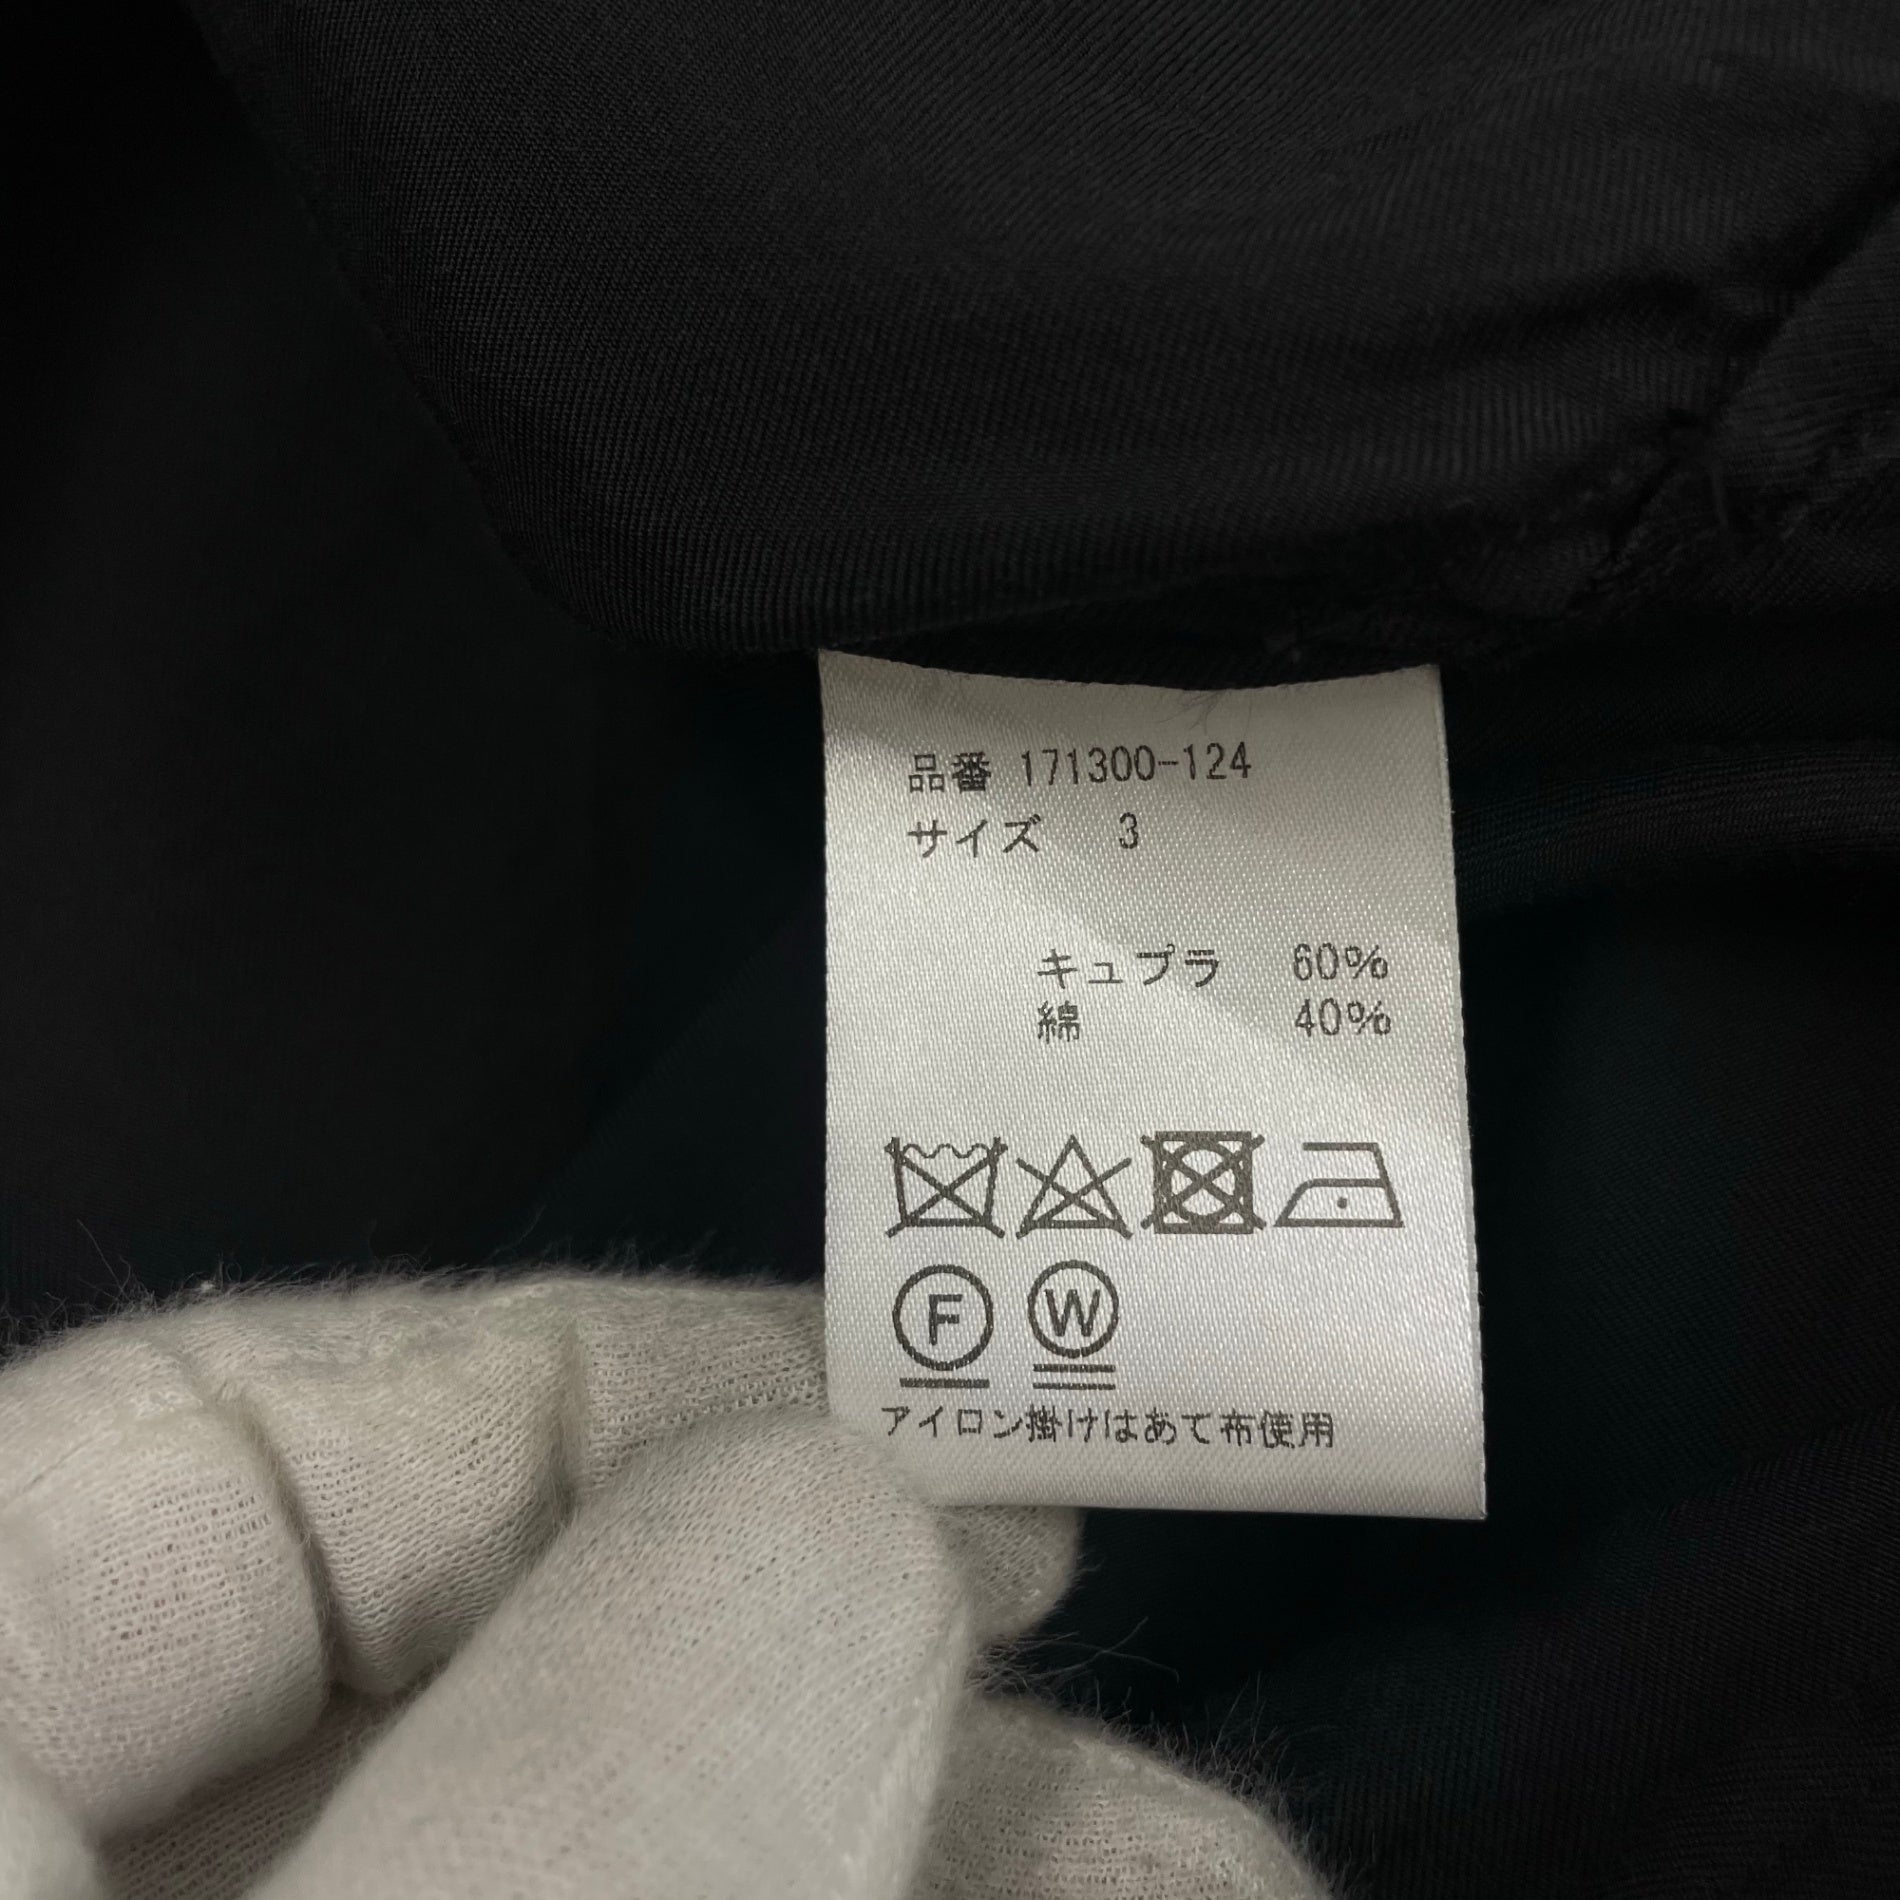 品番 171300-124
サイズ 3
キュプラ 60%
綿 40%
F W
アイロン掛けはあて布使用